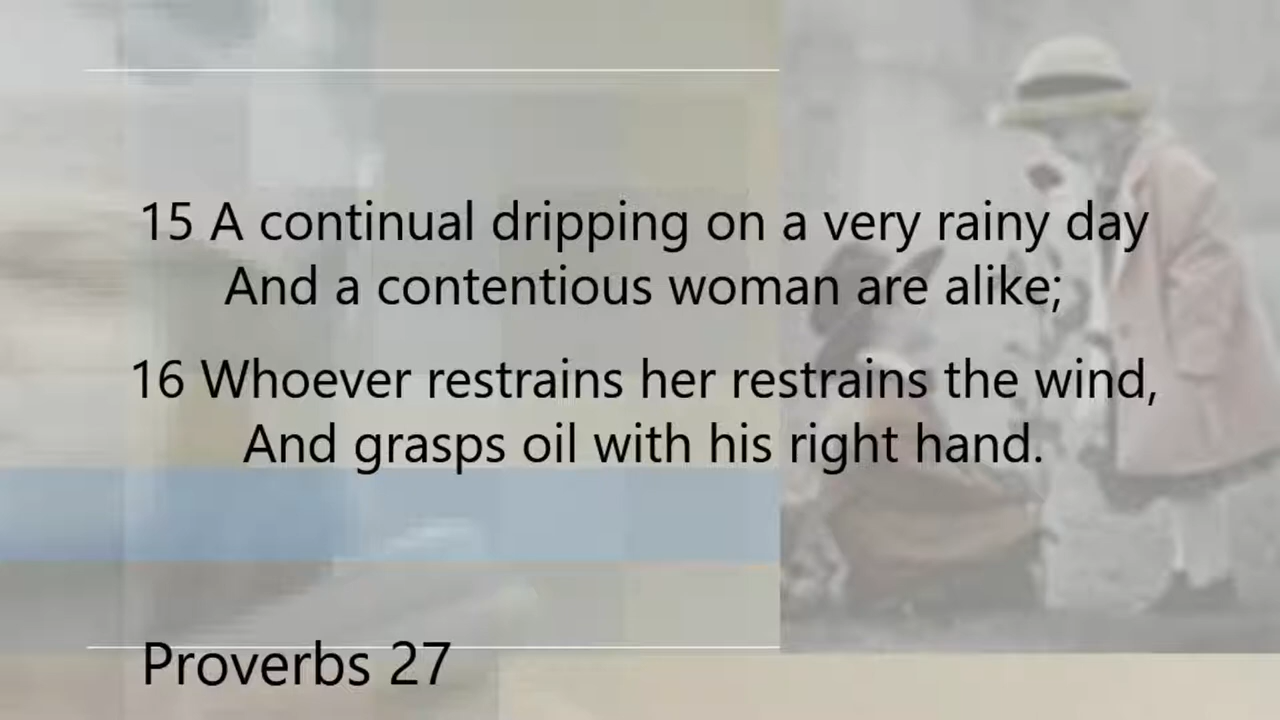 15 A continual dripping on a very rainy day
And a contentious woman are alike;
16 Whoever restrains her restrains the wind,
And grasps oil with his right hand.
Proverbs 27